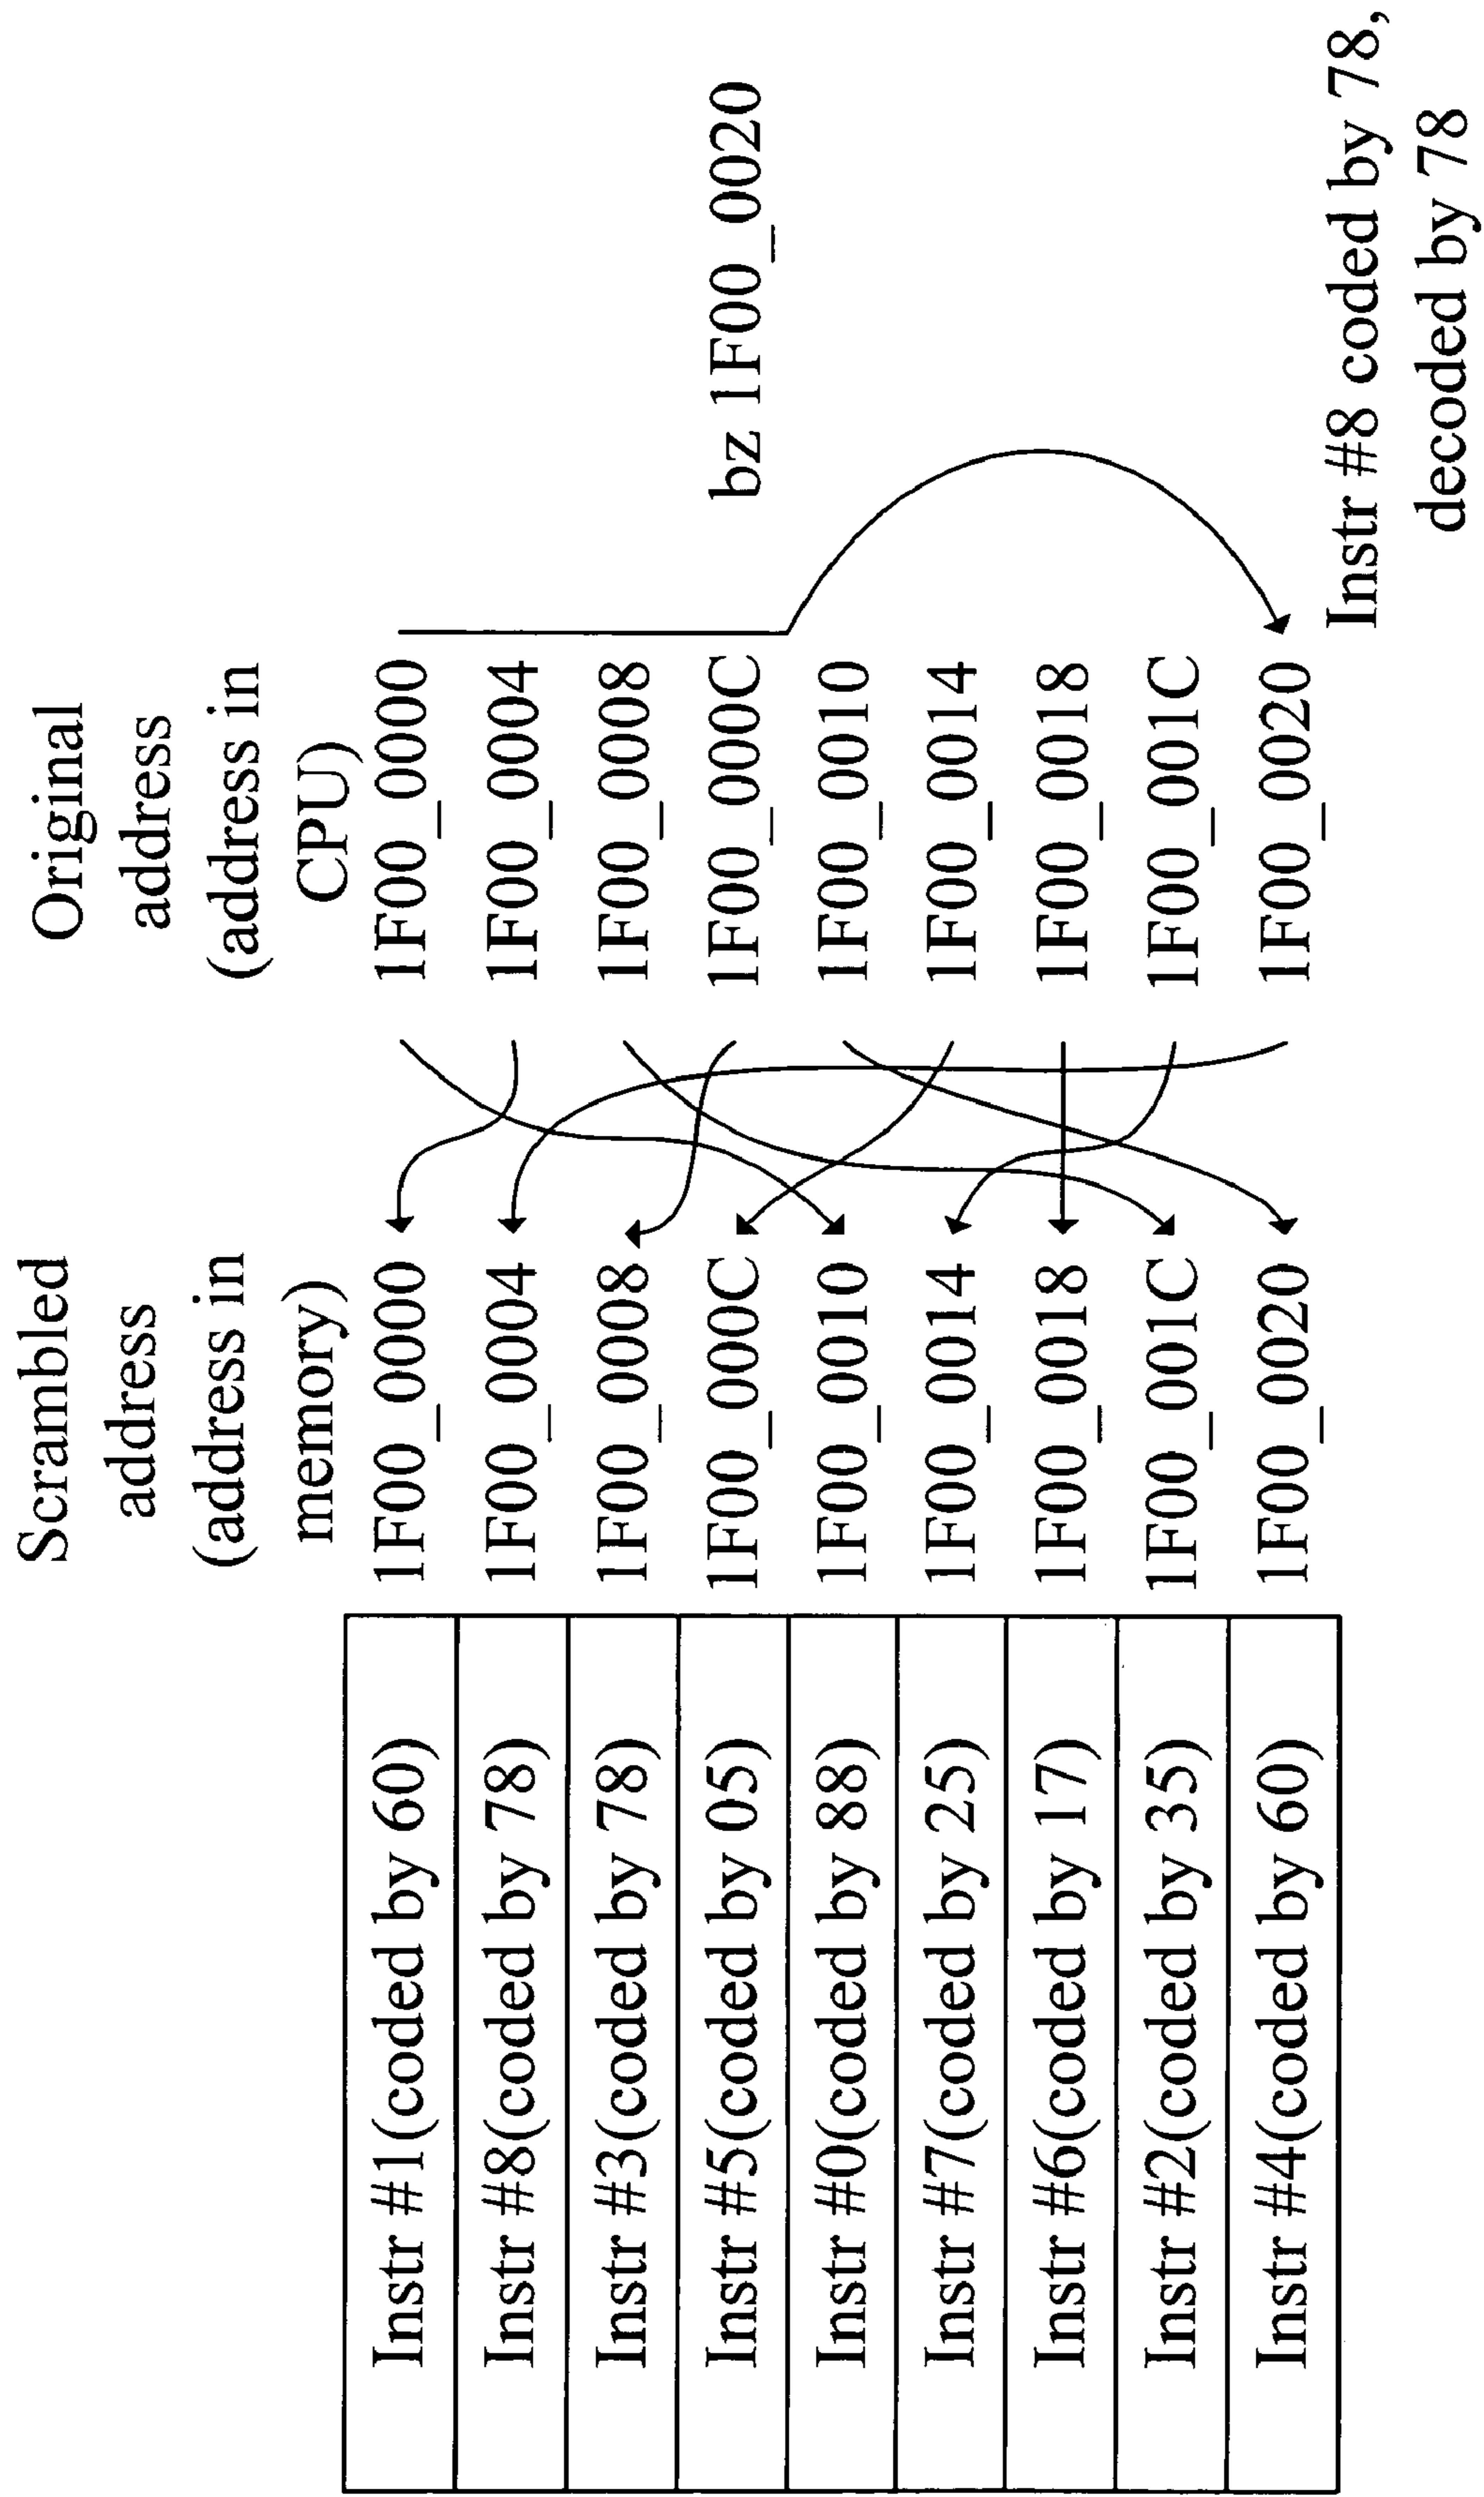 Scrambled
address
(address in
memory)
Original
address
(address in
CPU)
Instr #1(coded by 60) 1F00_0000 1F00_0000
Instr #8(coded by 78) 1F00_0004 1F00_0004
Instr #3(coded by 78) 1F00_0008 1F00_0008
Instr #5(coded by 05) 1F00_000C 1F00_000C bz 1F00_0020
Instr #0(coded by 88) 1F00_0010 1F00_0010
Instr #7(coded by 25) 1F00_0014 1F00_0014
Instr #6(coded by 17) 1F00_0018 1F00_0018
Instr #2(coded by 35) 1F00_001C 1F00_001C
Instr #4(coded by 60) 1F00_0020 1F00_0020
Instr #8 coded by 78,
decoded by 78